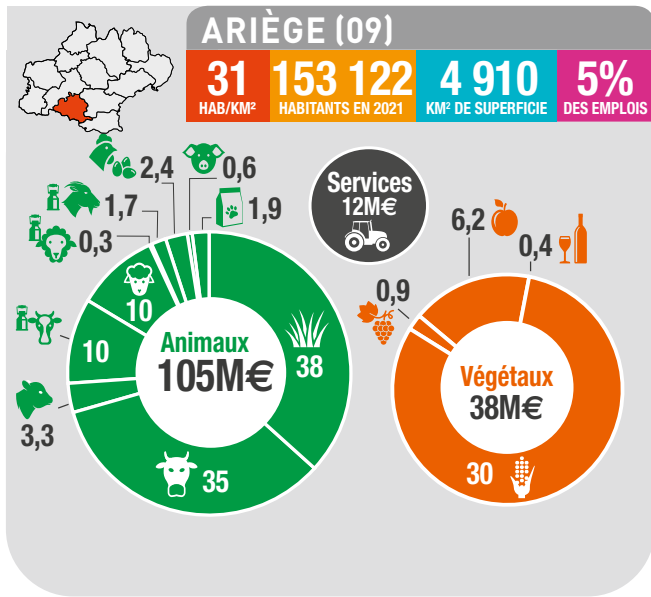 ARIÈGE (09)
31
HAB/KM²
153 122
HABITANTS EN 2021
4 910
KM² DE SUPERFICIE
5%
DES EMPLOIS
2,4
0,6
1,7
1,9
0,3
10
10
3,3
35
38
Animaux
105M€
Services
12M€
6,2
0,4
0,9
Végétaux
38M€
30